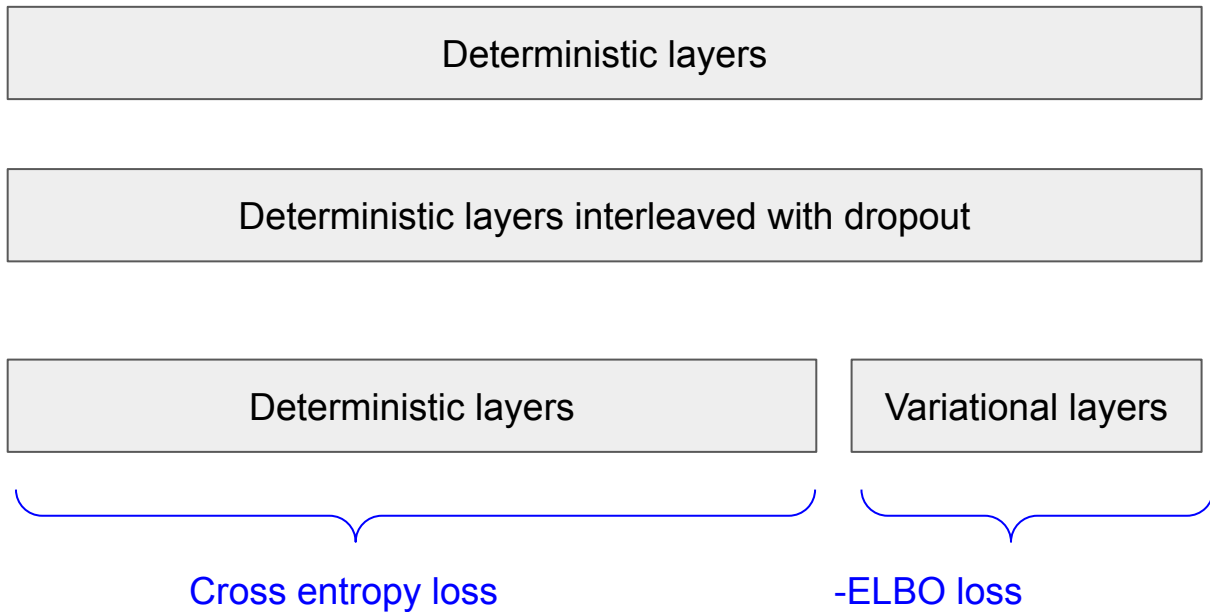 Deterministic layers
Deterministic layers interleaved with dropout
Deterministic layers
Variational layers
Cross entropy loss
-ELBO loss